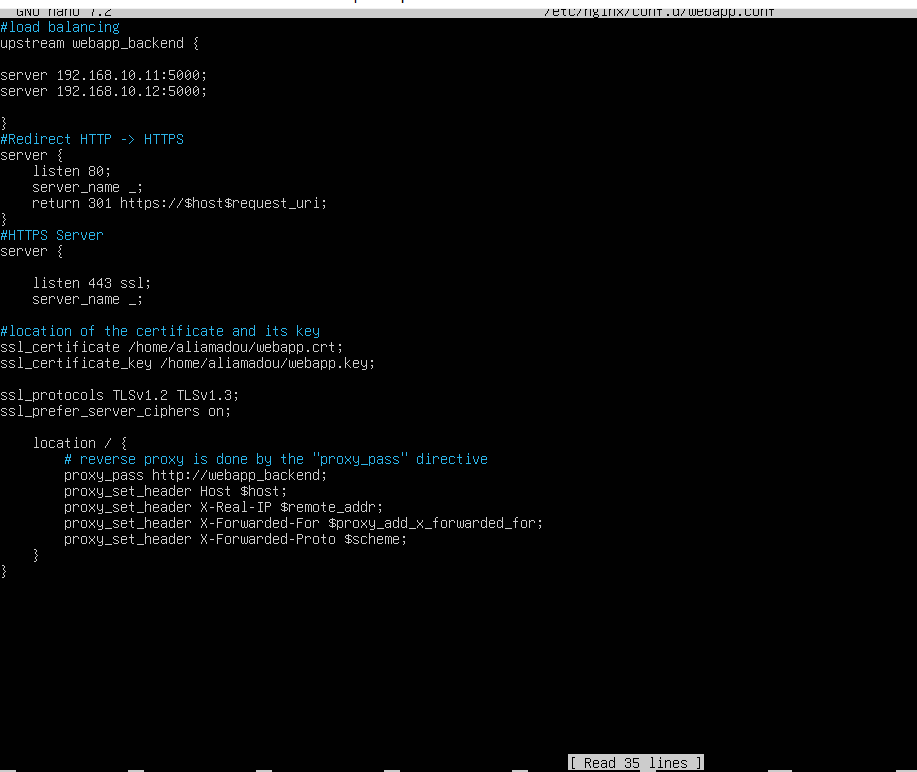 GNU nano 7.2 /etc/nginx/conf.d/webapp.conf
#load balancing
upstream webapp_backend {
server 192.168.10.11:5000;
server 192.168.10.12:5000;
}
#Redirect HTTP -> HTTPS
server {
listen 80;
server_name _;
return 301 https://$host$request_uri;
}
#HTTPS Server
server {
listen 443 ssl;
server_name _;
#location of the certificate and its key
ssl_certificate /home/aliamadou/webapp.crt;
ssl_certificate_key /home/aliamadou/webapp.key;
ssl_protocols TLSv1.2 TLSv1.3;
ssl_prefer_server_ciphers on;
location / {
# reverse proxy is done by the "proxy_pass" directive
proxy_pass http://webapp_backend;
proxy_set_header Host $host;
proxy_set_header X-Real-IP $remote_addr;
proxy_set_header X-Forwarded-For $proxy_add_x_forwarded_for;
proxy_set_header X-Forwarded-Proto $scheme;
}
}
[ Read 35 lines ]